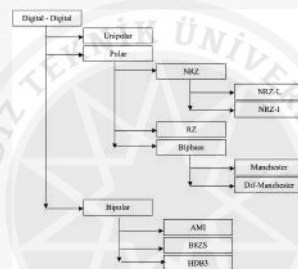 Digital - Digital
Unipolar
Polar
NRZ
NRZ-L
NRZ-I
RZ
Biphase
Manchester
Dif-Manchester
Bipolar
AMI
B8ZS
HDB3